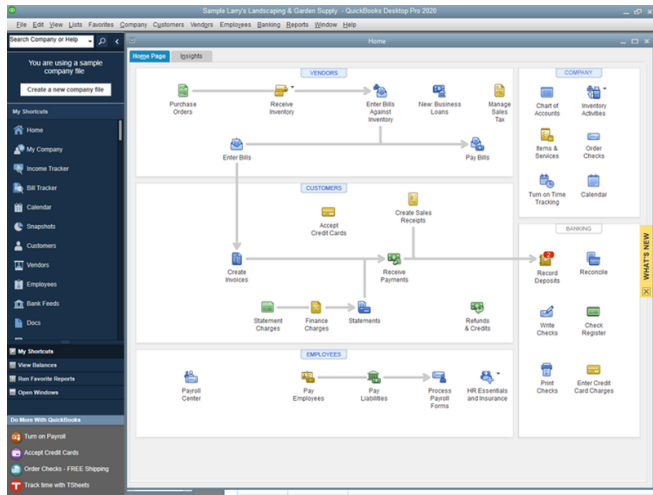 Sample Larry's Landscaping & Garden Supply - QuickBooks Desktop Pro 2020
File Edit View Lists Favorites Company Customers Vendors Employees Banking Reports Window Help
Search Company or Help
Home
You are using a sample
company file
Create a new company file
My Shortcuts
Home
My Company
Income Tracker
Bill Tracker
Calendar
Snapshots
Customers
Vendors
Employees
Bank Feeds
Docs
My Shortcuts
View Balances
Run Favorite Reports
Open Windows
Do More With QuickBooks
Turn on Payroll
Accept Credit Cards
Order Checks - FREE Shipping
Track time with TSheets
Home Page Insights
VENDORS
Purchase
Orders
Receive
Inventory
Enter Bills
Against
Inventory
New: Business
Loans
Manage
Sales
Tax
Enter Bills
Pay Bills
CUSTOMERS
Accept
Credit Cards
Create Sales
Receipts
Create
Invoices
Receive
Payments
Statement
Charges
Finance
Charges
Statements
Refunds
& Credits
EMPLOYEES
Payroll
Center
Pay
Employees
Pay
Liabilities
Process
Payroll
Forms
HR Essentials
and Insurance
COMPANY
Chart of
Accounts
Inventory
Activities
Items &
Services
Order
Checks
Turn on Time
Tracking
Calendar
BANKING
2
Record
Deposits
Reconcile
Write
Checks
Check
Register
Print
Checks
Enter Credit
Card Charges
WHAT'S NEW